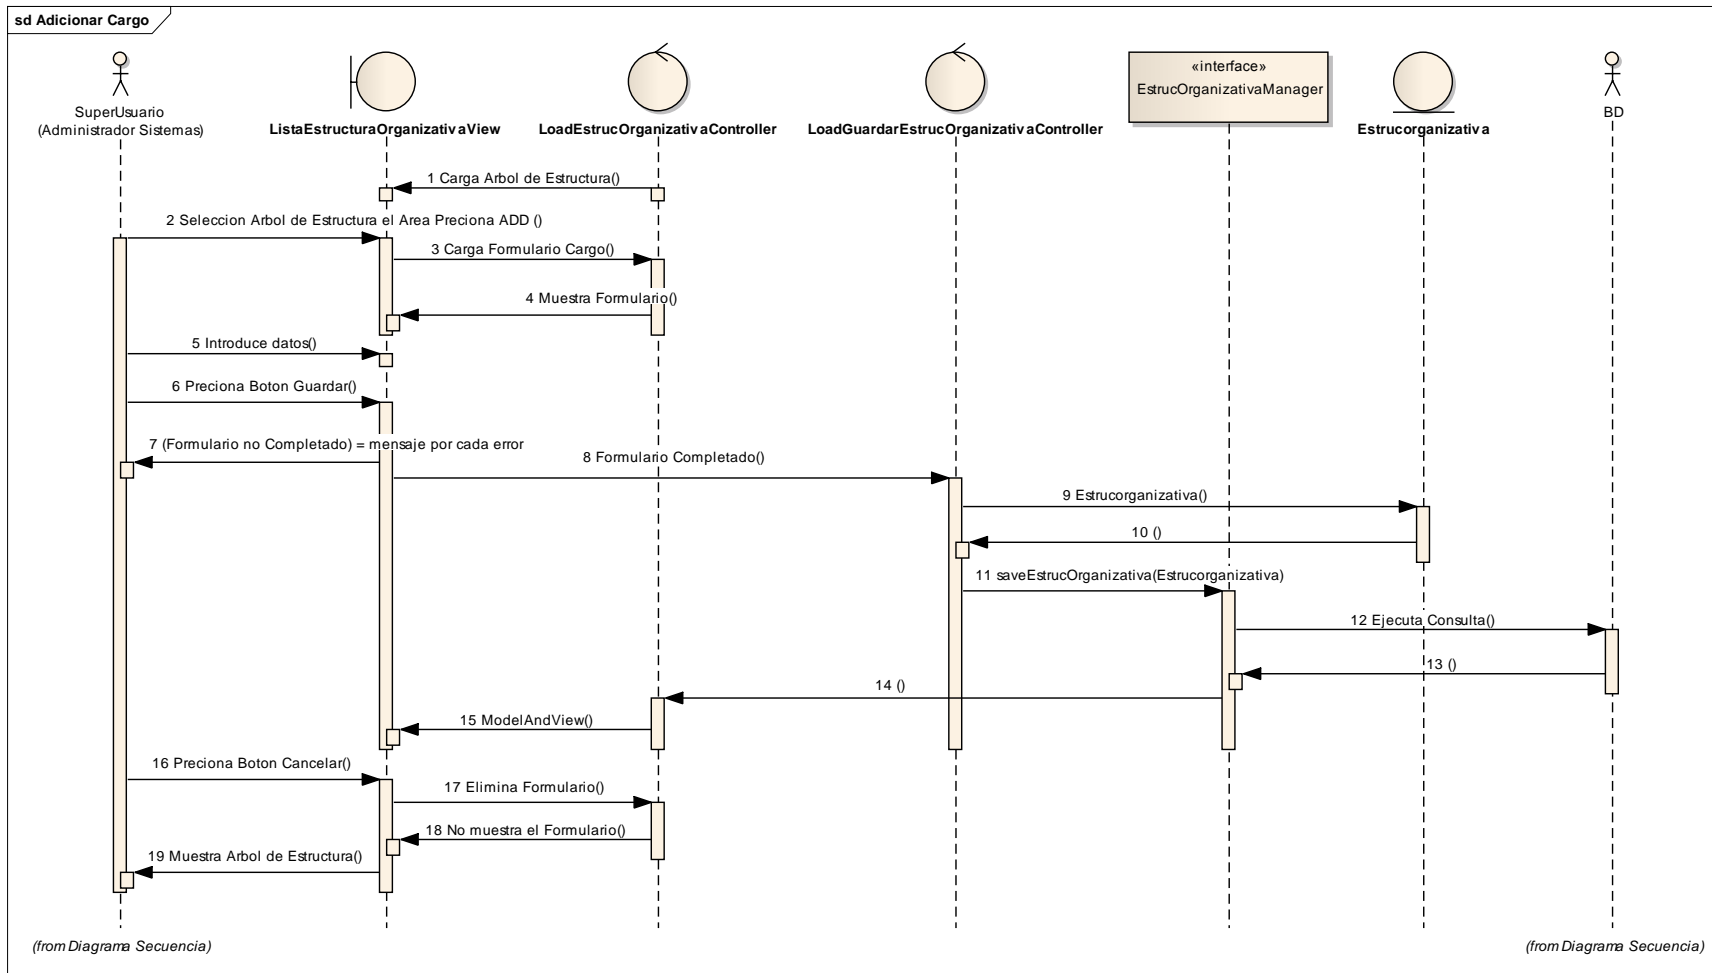 sd Adicionar Cargo
SuperUsuario
(Administrador Sistemas)
ListaEstructuraOrganizativaView
LoadEstrucOrganizativaController
LoadGuardarEstrucOrganizativaController
«interface»
EstrucOrganizativaManager
Estrucorganizativa
BD
1 Carga Arbol de Estructura()
2 Seleccion Arbol de Estructura el Area Preciona ADD ()
3 Carga Formulario Cargo()
4 Muestra Formulario()
5 Introduce datos()
6 Preciona Boton Guardar()
7 (Formulario no Completado) = mensaje por cada error
8 Formulario Completado()
9 Estrucorganizativa()
10 ()
11 saveEstrucOrganizativa(Estrucorganizativa)
12 Ejecuta Consulta()
13 ()
14 ()
15 ModelAndView()
16 Preciona Boton Cancelar()
17 Elimina Formulario()
18 No muestra el Formulario()
19 Muestra Arbol de Estructura()
(from Diagrama Secuencia)
(from Diagrama Secuencia)